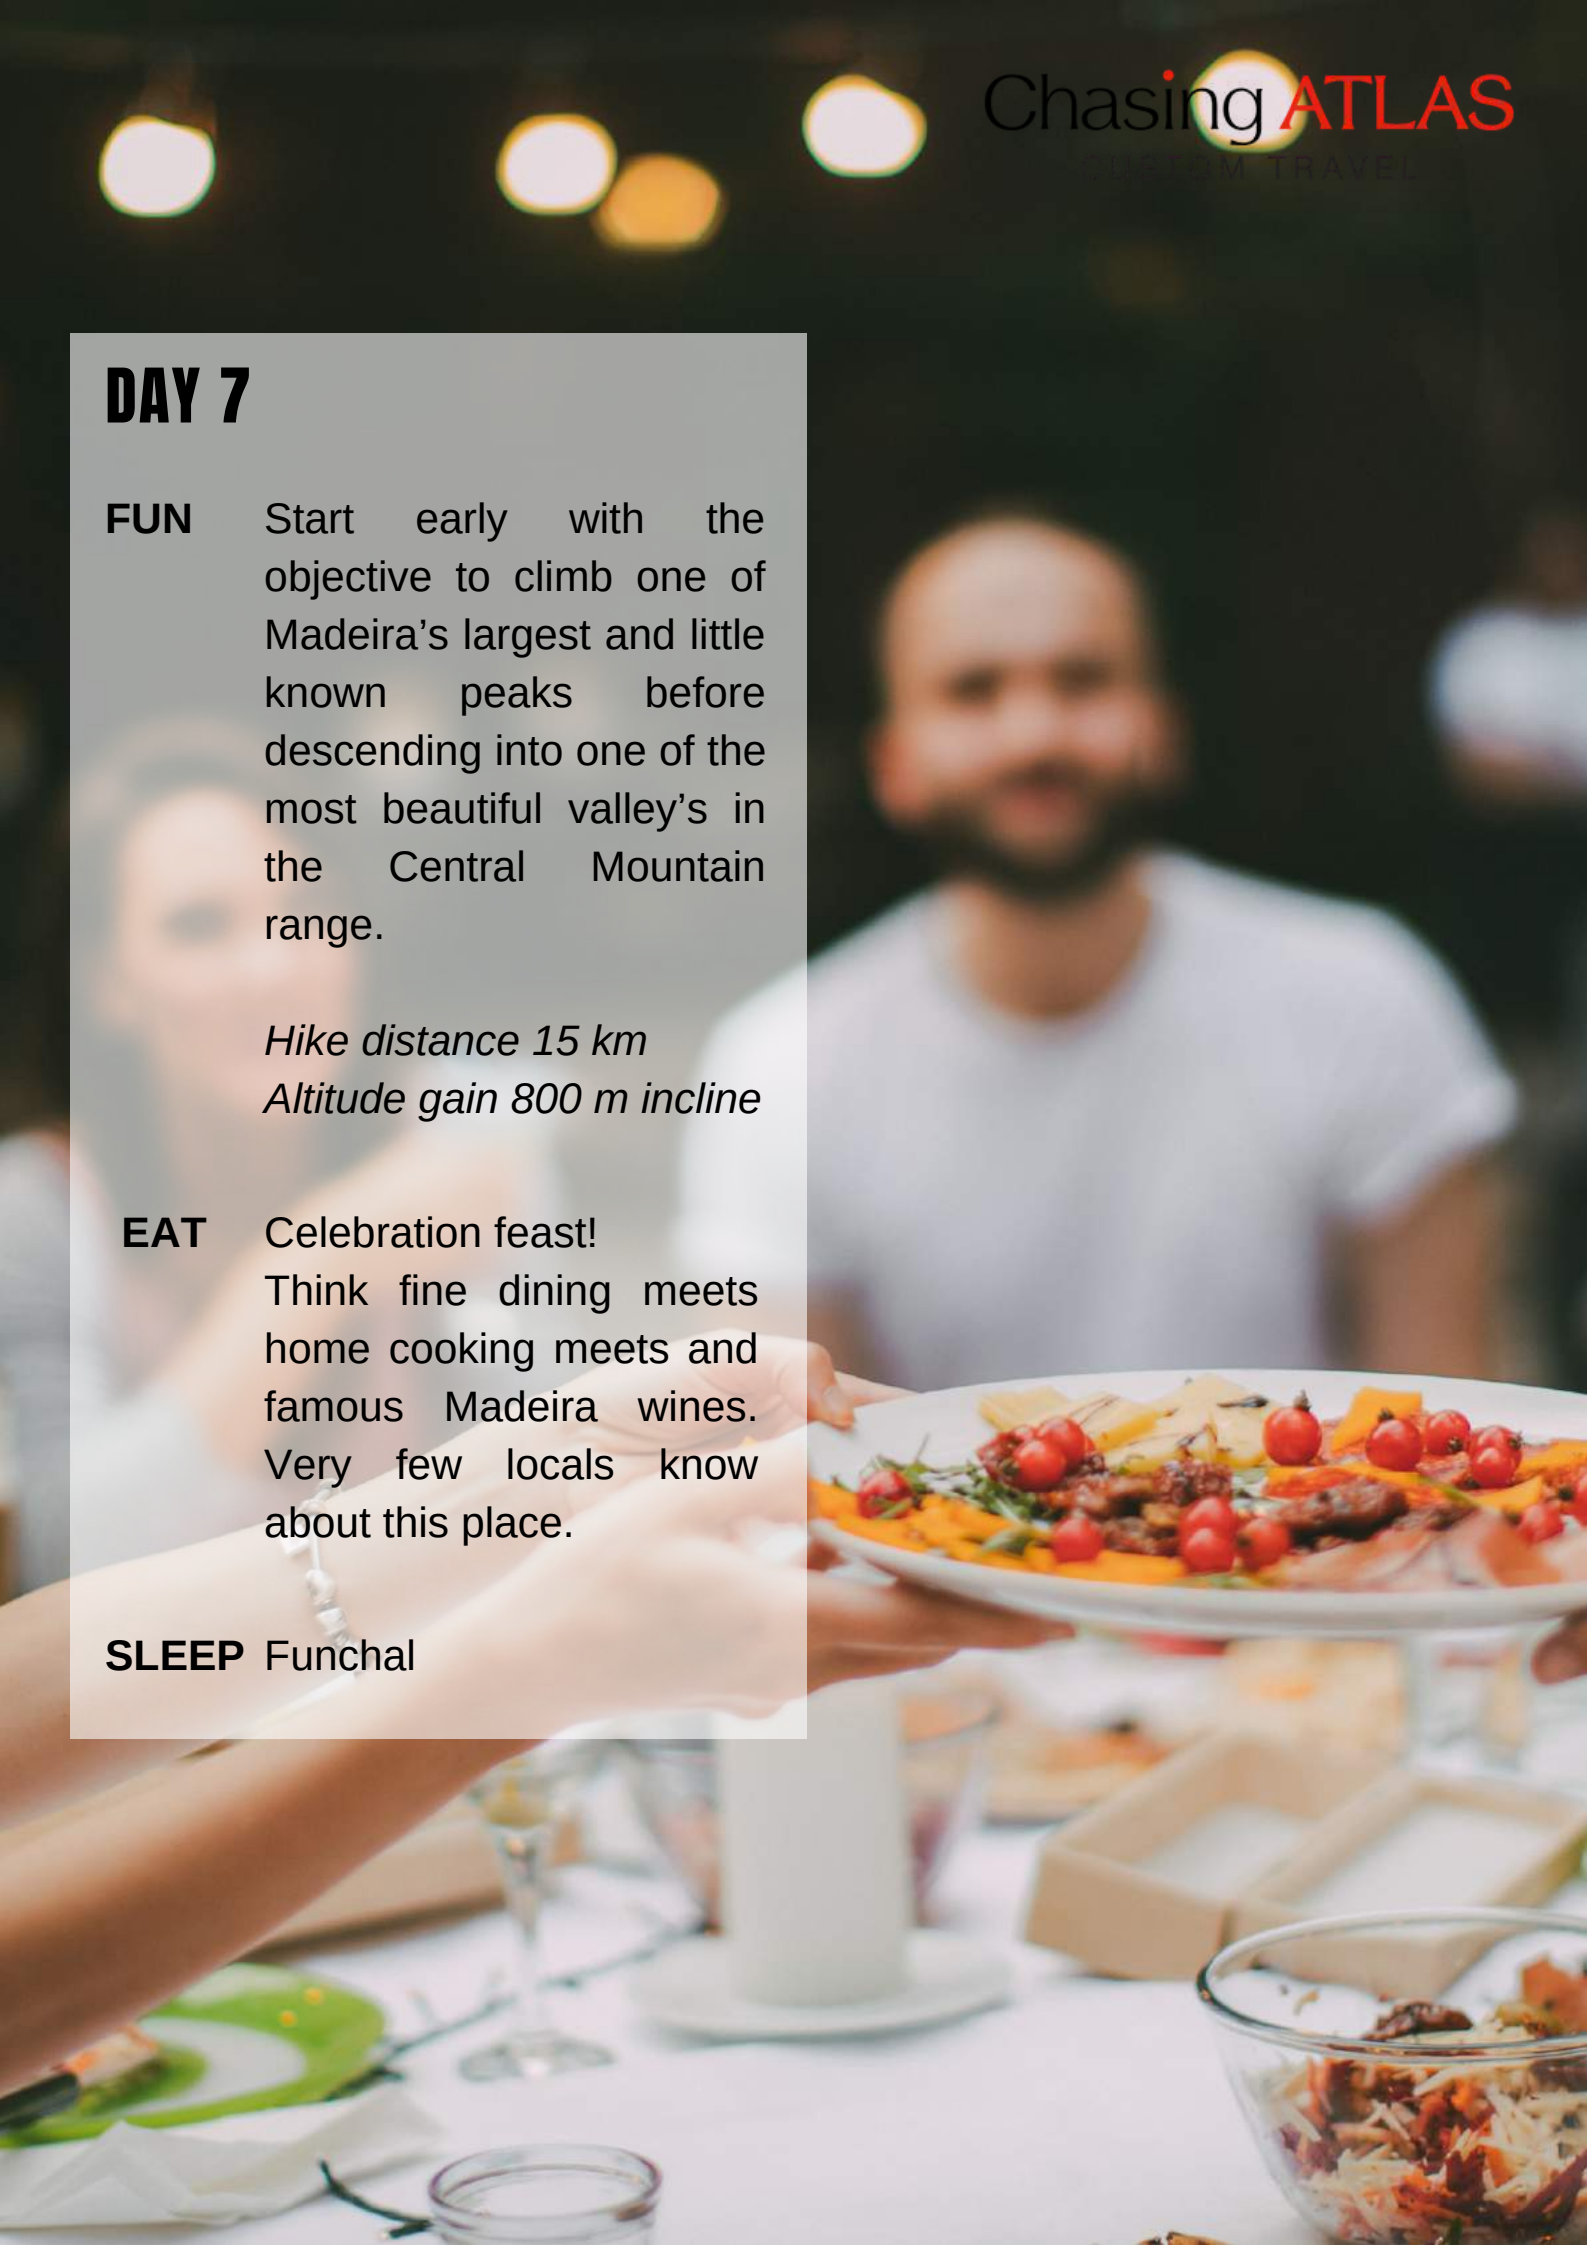 Chasing ATLAS
CUSTOM TRAVEL
DAY 7
FUN Start early with the
objective to climb one of
Madeira’s largest and little
known peaks before
descending into one of the
most beautiful valley’s in
the Central Mountain
range.
Hike distance 15 km
Altitude gain 800 m incline
EAT Celebration feast!
Think fine dining meets
home cooking meets and
famous Madeira wines.
Very few locals know
about this place.
SLEEP Funchal